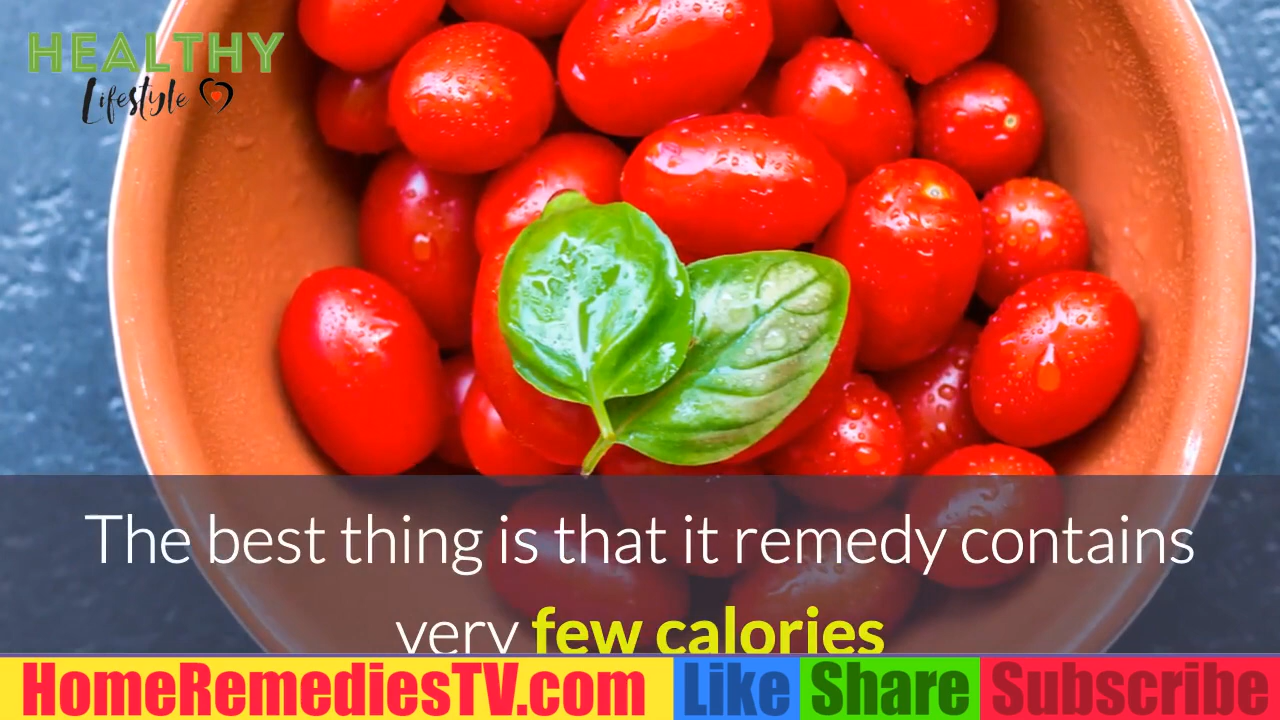 HEALTHY
Lifestyle
The best thing is that it remedy contains
very few calories
HomeRemediesTV.com Like Share Subscribe